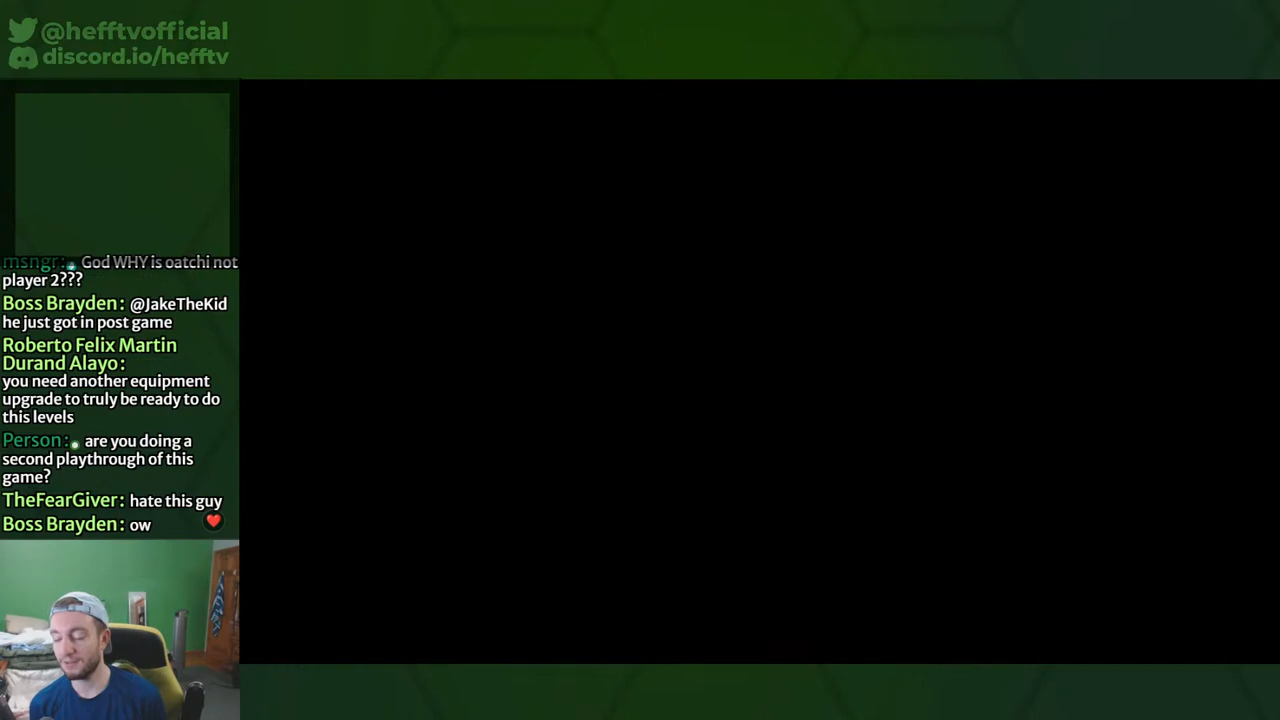 @hefftvofficial
discord.io/hefftv
msngr: God WHY is oatchi not
player 2???
Boss Brayden: @JakeTheKid
he just got in post game
Roberto Felix Martin
Durand Alayo:
you need another equipment
upgrade to truly be ready to do
this levels
Person: are you doing a
second playthrough of this
game?
TheFearGiver: hate this guy
Boss Brayden: ow